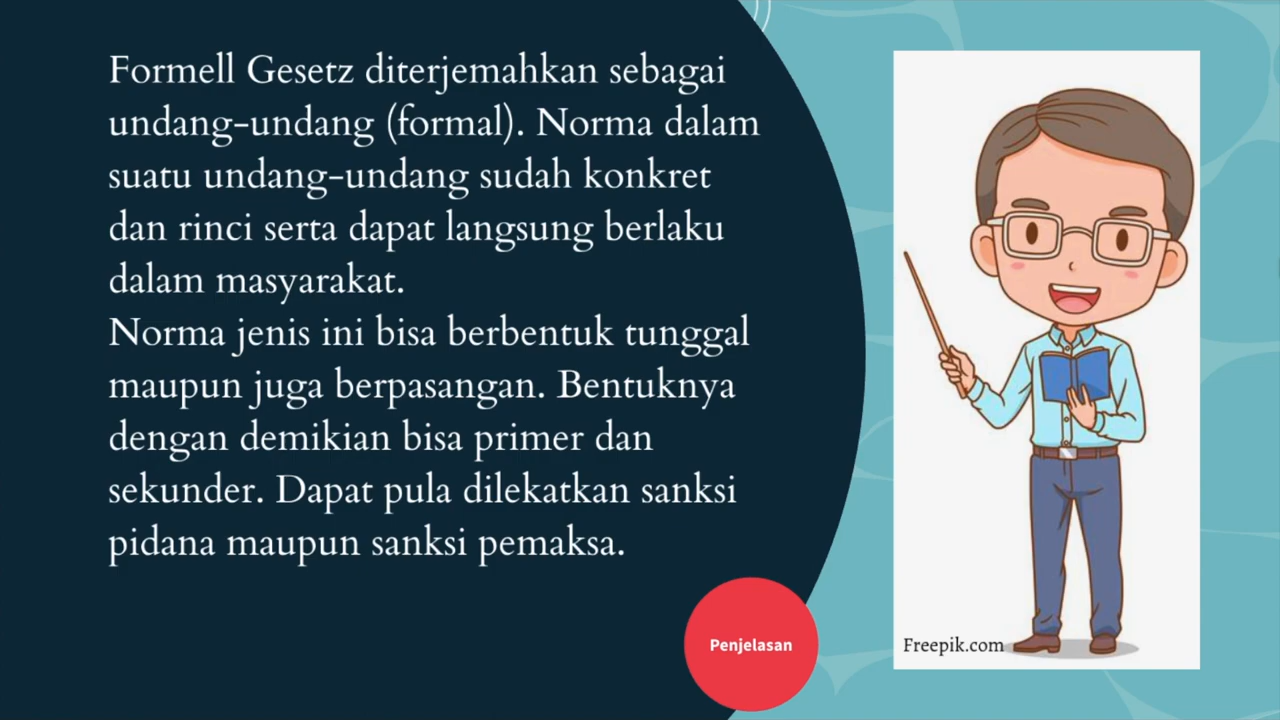 Formell Gesetz diterjemahkan sebagai
undang-undang (formal). Norma dalam
suatu undang-undang sudah konkret
dan rinci serta dapat langsung berlaku
dalam masyarakat.
Norma jenis ini bisa berbentuk tunggal
maupun juga berpasangan. Bentuknya
dengan demikian bisa primer dan
sekunder. Dapat pula dilekatkan sanksi
pidana maupun sanksi pemaksa.
Penjelasan
Freepik.com